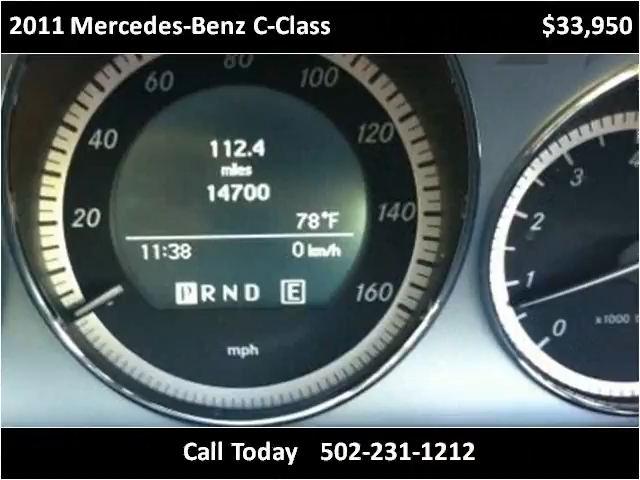 2011 Mercedes-Benz C-Class $33,950
60 80 100
40 120
20 140
160
112.4
miles
14700
78°F
11:38 0 km/h
P R N D E
mph
3
2
1
0
x1000
Call Today 502-231-1212